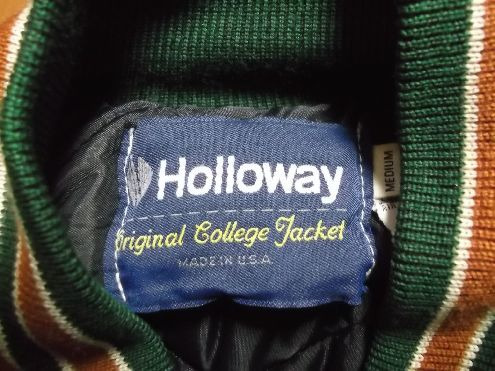 Holloway
Original College Jacket
MADE IN U.S.A.
MEDIUM